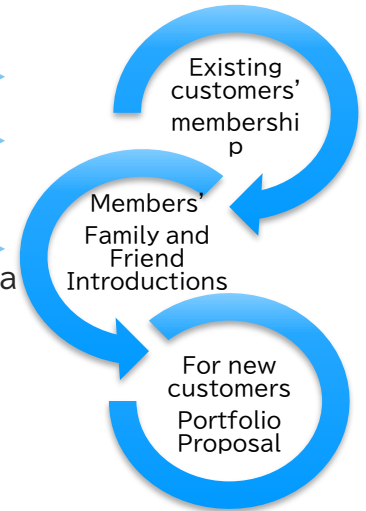 Existing
customers'
membershi
p
Members'
Family and
Friend
Introductions
a
For new
customers
Portfolio
Proposal